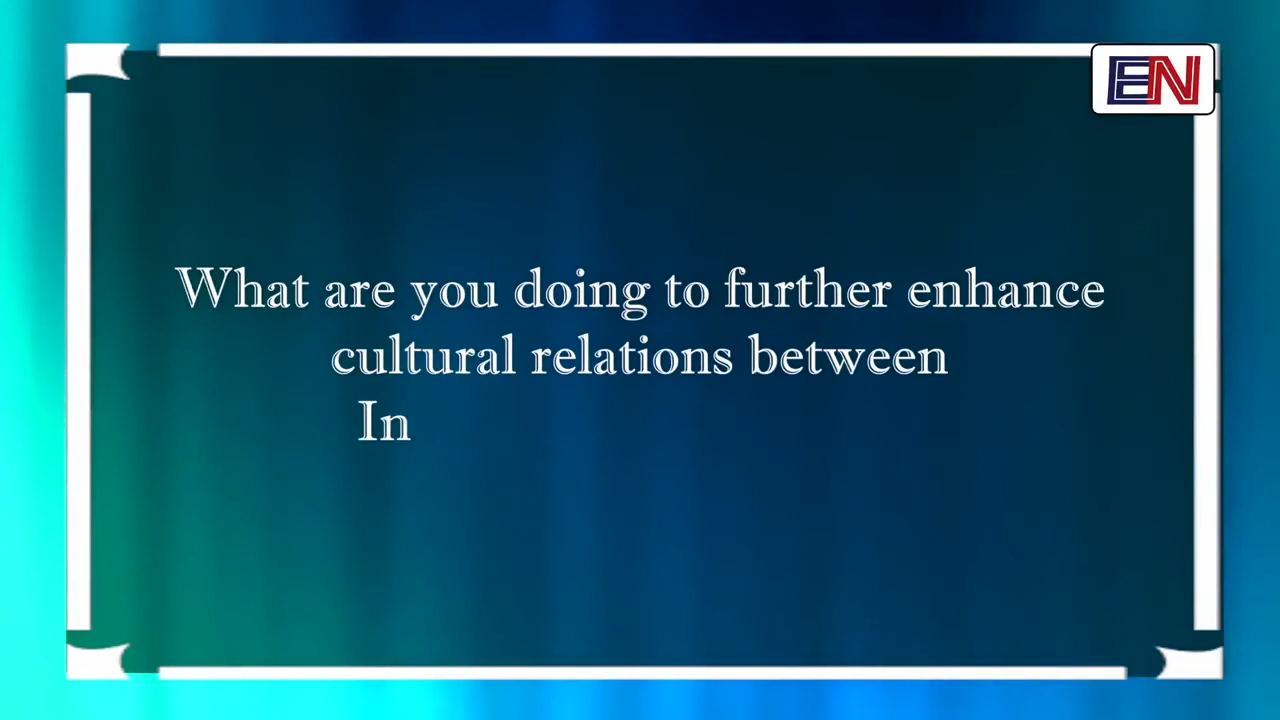 EN
What are you doing to further enhance
cultural relations between
In